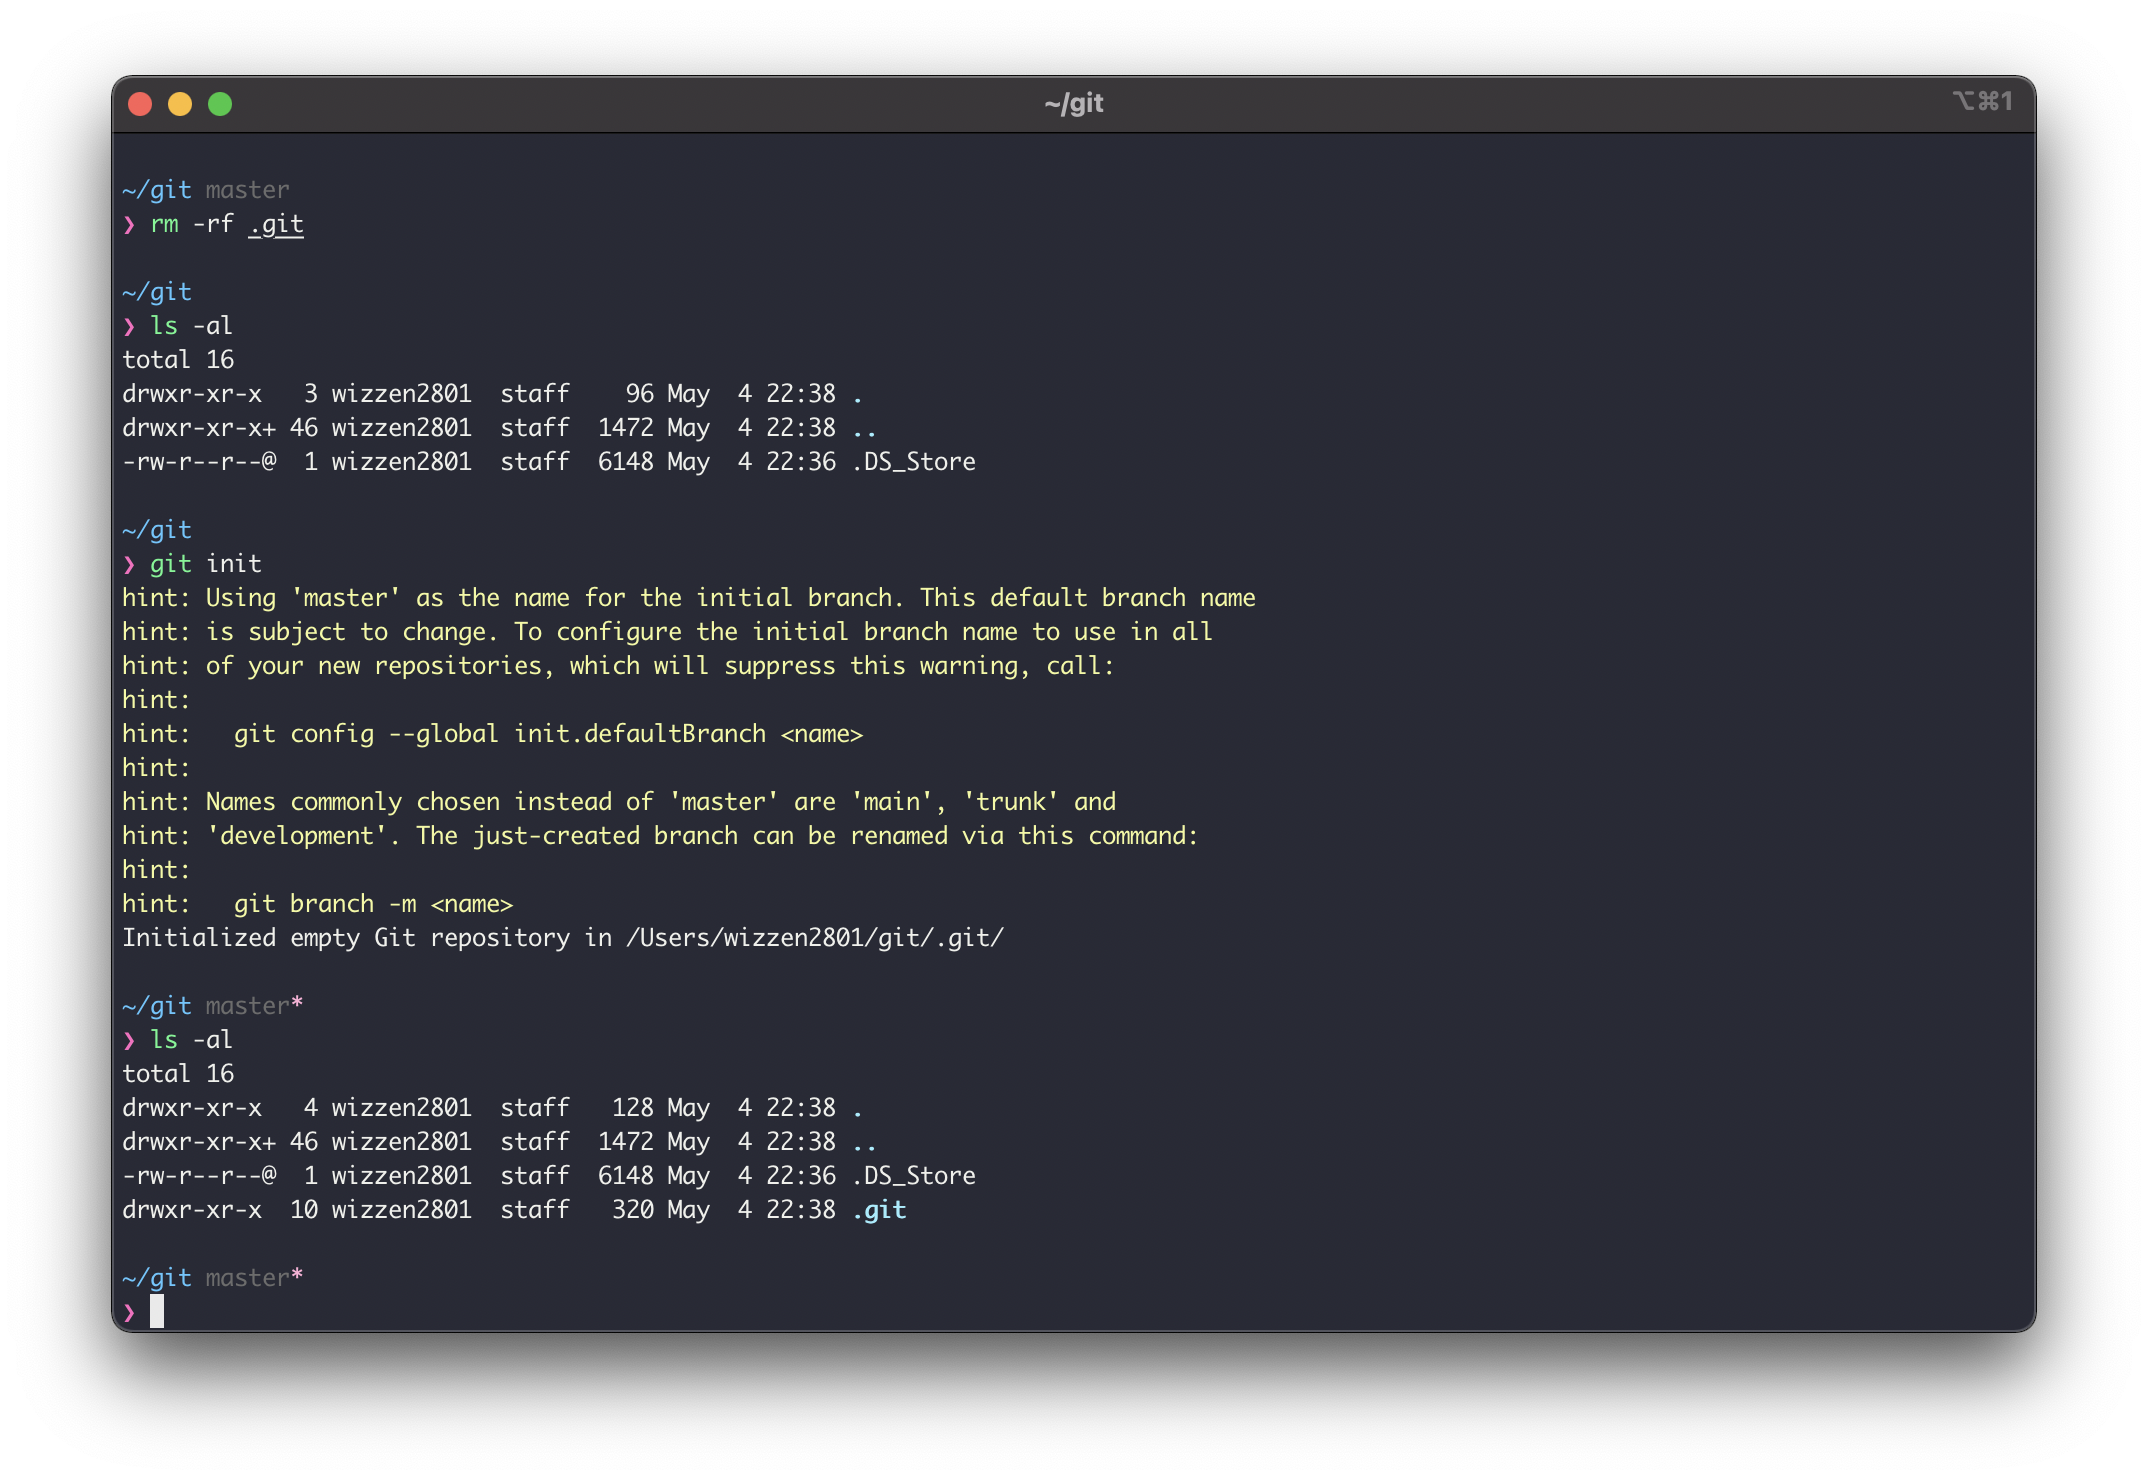 ~/git
⌥⌘1
~/git master
❯ rm -rf .git
~/git
❯ ls -al
total 16
drwxr-xr-x   3 wizzen2801  staff    96 May  4 22:38 .
drwxr-xr-x+ 46 wizzen2801  staff  1472 May  4 22:38 ..
-rw-r--r--@  1 wizzen2801  staff  6148 May  4 22:36 .DS_Store
~/git
❯ git init
hint: Using 'master' as the name for the initial branch. This default branch name
hint: is subject to change. To configure the initial branch name to use in all
hint: of your new repositories, which will suppress this warning, call:
hint:
hint:   git config --global init.defaultBranch <name>
hint:
hint: Names commonly chosen instead of 'master' are 'main', 'trunk' and
hint: 'development'. The just-created branch can be renamed via this command:
hint:
hint:   git branch -m <name>
Initialized empty Git repository in /Users/wizzen2801/git/.git/
~/git master*
❯ ls -al
total 16
drwxr-xr-x   4 wizzen2801  staff   128 May  4 22:38 .
drwxr-xr-x+ 46 wizzen2801  staff  1472 May  4 22:38 ..
-rw-r--r--@  1 wizzen2801  staff  6148 May  4 22:36 .DS_Store
drwxr-xr-x  10 wizzen2801  staff   320 May  4 22:38 .git
~/git master*
❯